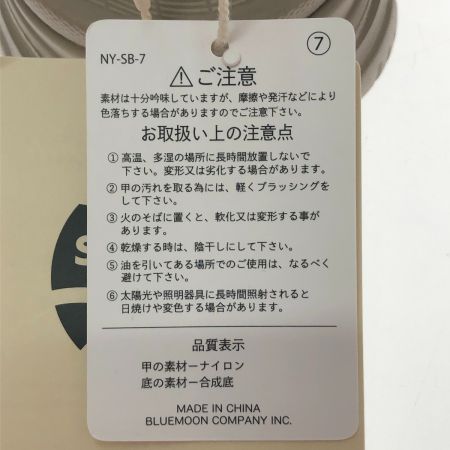 NY-SB-7
⑦
⚠ご注意
素材は十分吟味していますが、摩擦や発汗などにより
色落ちする場合がありますのでご注意下さい。
お取扱い上の注意点
①高温、多湿の場所に長時間放置しないで
下さい。変形又は劣化する場合があります。
②甲の汚れを取る為には、軽くブラッシングを
して下さい。
③火のそばに置くと、軟化又は変形する事が
あります。
④乾燥する時は、陰干しにして下さい。
⑤油を引いてある場所でのご使用は、なるべく
避けて下さい。
⑥太陽光や照明器具に長時間照射されると
日焼けや変色する場合があります。
品質表示
甲の素材ーナイロン
底の素材ー合成底
MADE IN CHINA
BLUEMOON COMPANY INC.
S